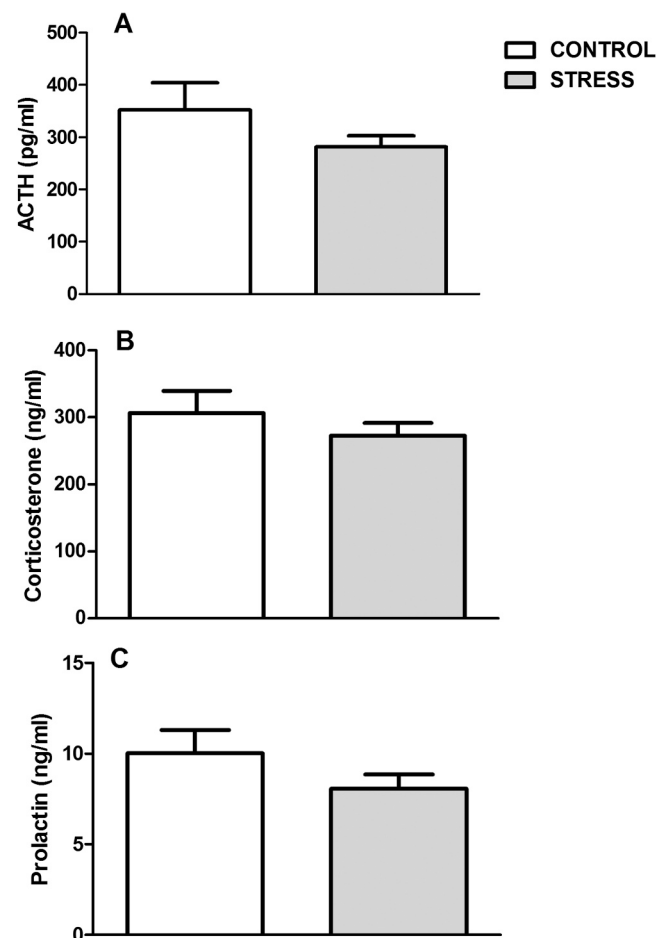 A
500
400
300
200
100
0
ACTH (pg/ml)
CONTROL
STRESS
B
400
300
200
100
0
Corticosterone (ng/ml)
C
15
10
5
0
Prolactin (ng/ml)